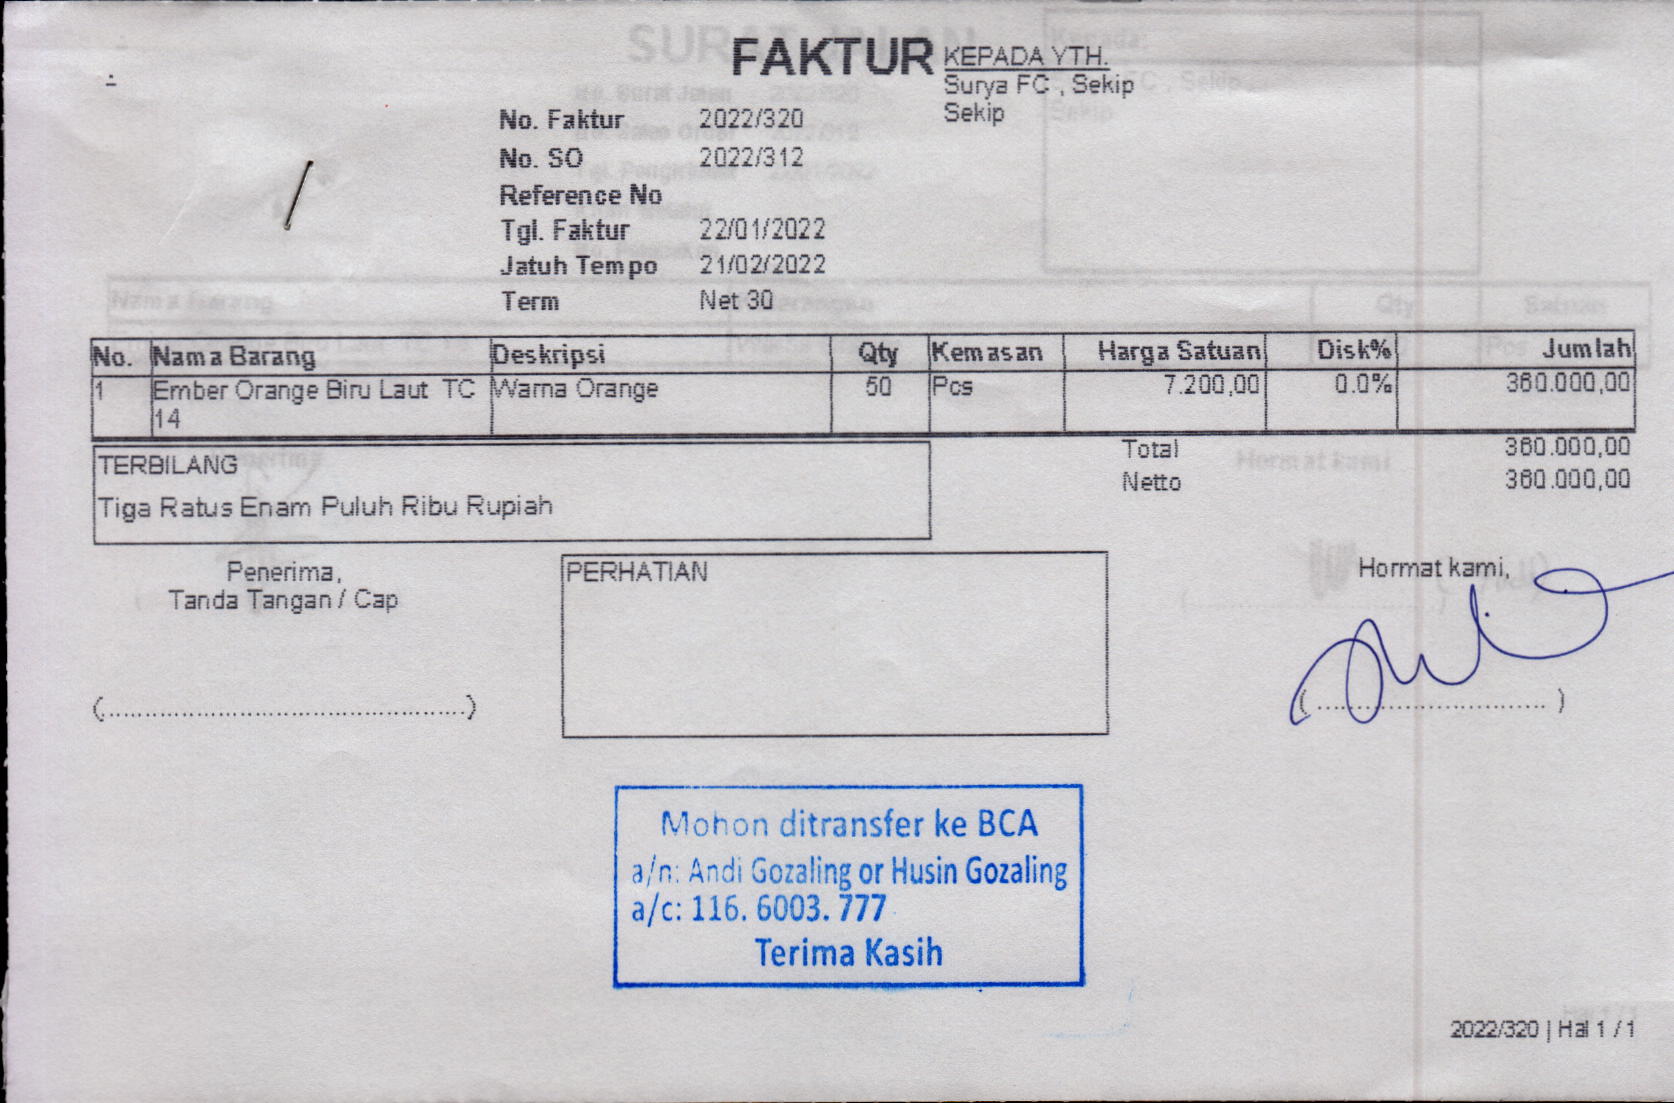 FAKTUR
KEPADA YTH.
Surya FC , Sekip
Sekip
No. Faktur 2022/320
No. SO 2022/312
Reference No
Tgl. Faktur 22/01/2022
Jatuh Tempo 21/02/2022
Term Net 30
No. Nama Barang Deskripsi Qty Kemasan Harga Satuan Disk% Jumlah
1 Ember Orange Biru Laut TC Warna Orange 50 Pcs 7.200,00 0.0% 360.000,00
14
Total 360.000,00
Netto 360.000,00
TERBILANG
Tiga Ratus Enam Puluh Ribu Rupiah
Penerima,
Tanda Tangan / Cap
(...............................................)
PERHATIAN
Hormat kami,
(.............................. )
Mohon ditransfer ke BCA
a/n: Andi Gozaling or Husin Gozaling
a/c: 116. 6003. 777
Terima Kasih
2022/320 | Hal 1 / 1